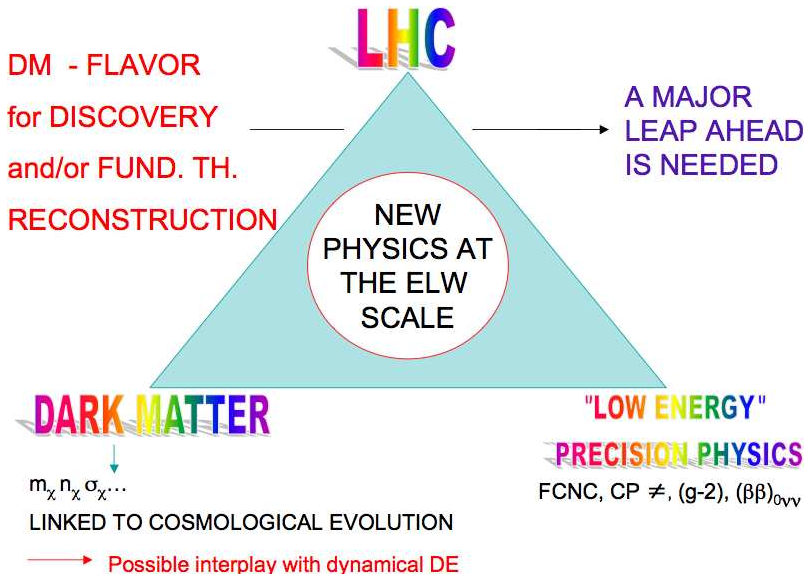 LHC
DM - FLAVOR
for DISCOVERY
and/or FUND. TH.
RECONSTRUCTION
A MAJOR
LEAP AHEAD
IS NEEDED
NEW
PHYSICS AT
THE ELW
SCALE
DARK MATTER
mχ nχ σχ...
LINKED TO COSMOLOGICAL EVOLUTION
Possible interplay with dynamical DE
"LOW ENERGY"
PRECISION PHYSICS
FCNC, CP ≠, (g-2), (ββ)0νν